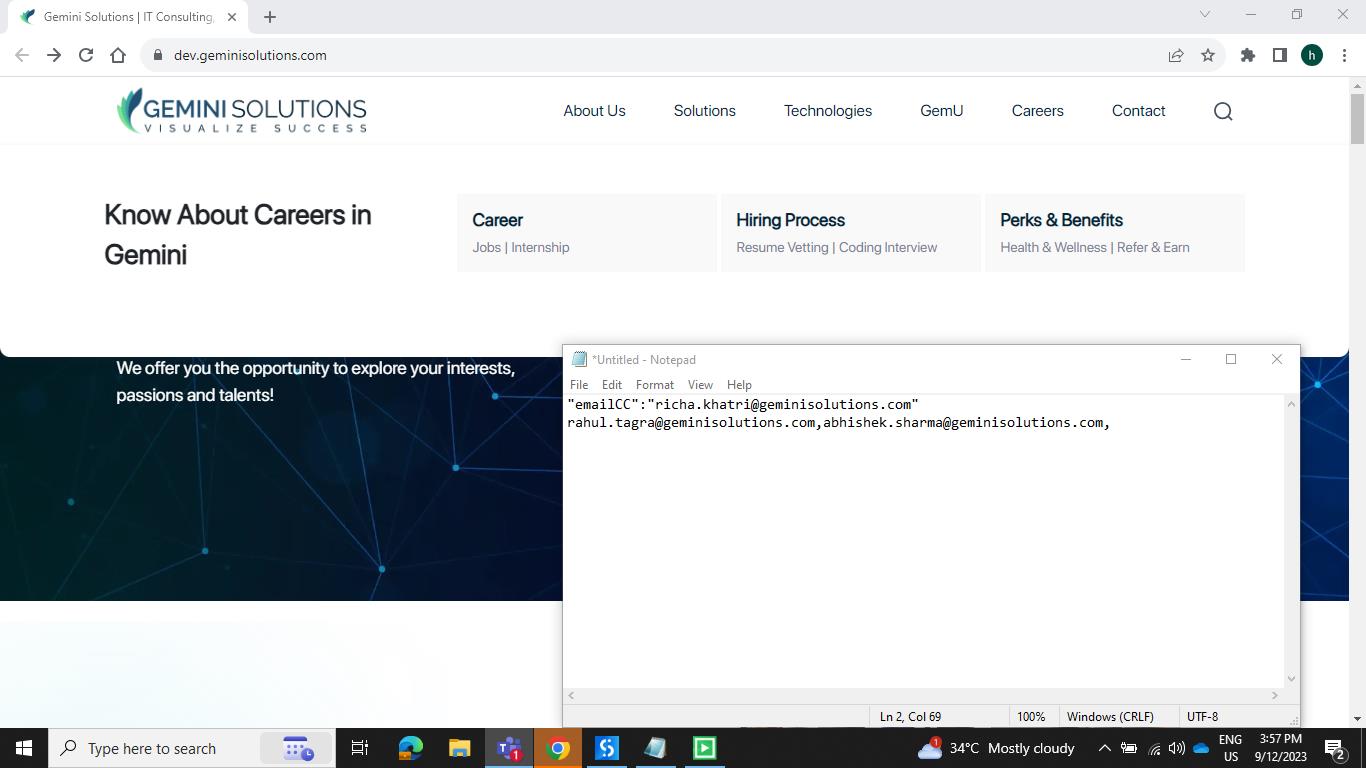 Gemini Solutions | IT Consulting,
dev.geminisolutions.com
h
GEMINI SOLUTIONS
VISUALIZE SUCCESS
About Us
Solutions
Technologies
GemU
Careers
Contact
Know About Careers in
Gemini
Career
Jobs | Internship
Hiring Process
Resume Vetting | Coding Interview
Perks & Benefits
Health & Wellness | Refer & Earn
We offer you the opportunity to explore your interests,
passions and talents!
*Untitled - Notepad
File Edit Format View Help
"emailCC":"richa.khatri@geminisolutions.com"
rahul.tagra@geminisolutions.com,abhishek.sharma@geminisolutions.com,
Ln 2, Col 69
100%
Windows (CRLF)
UTF-8
Type here to search
1
1
34°C Mostly cloudy
ENG
US
3:57 PM
9/12/2023
2